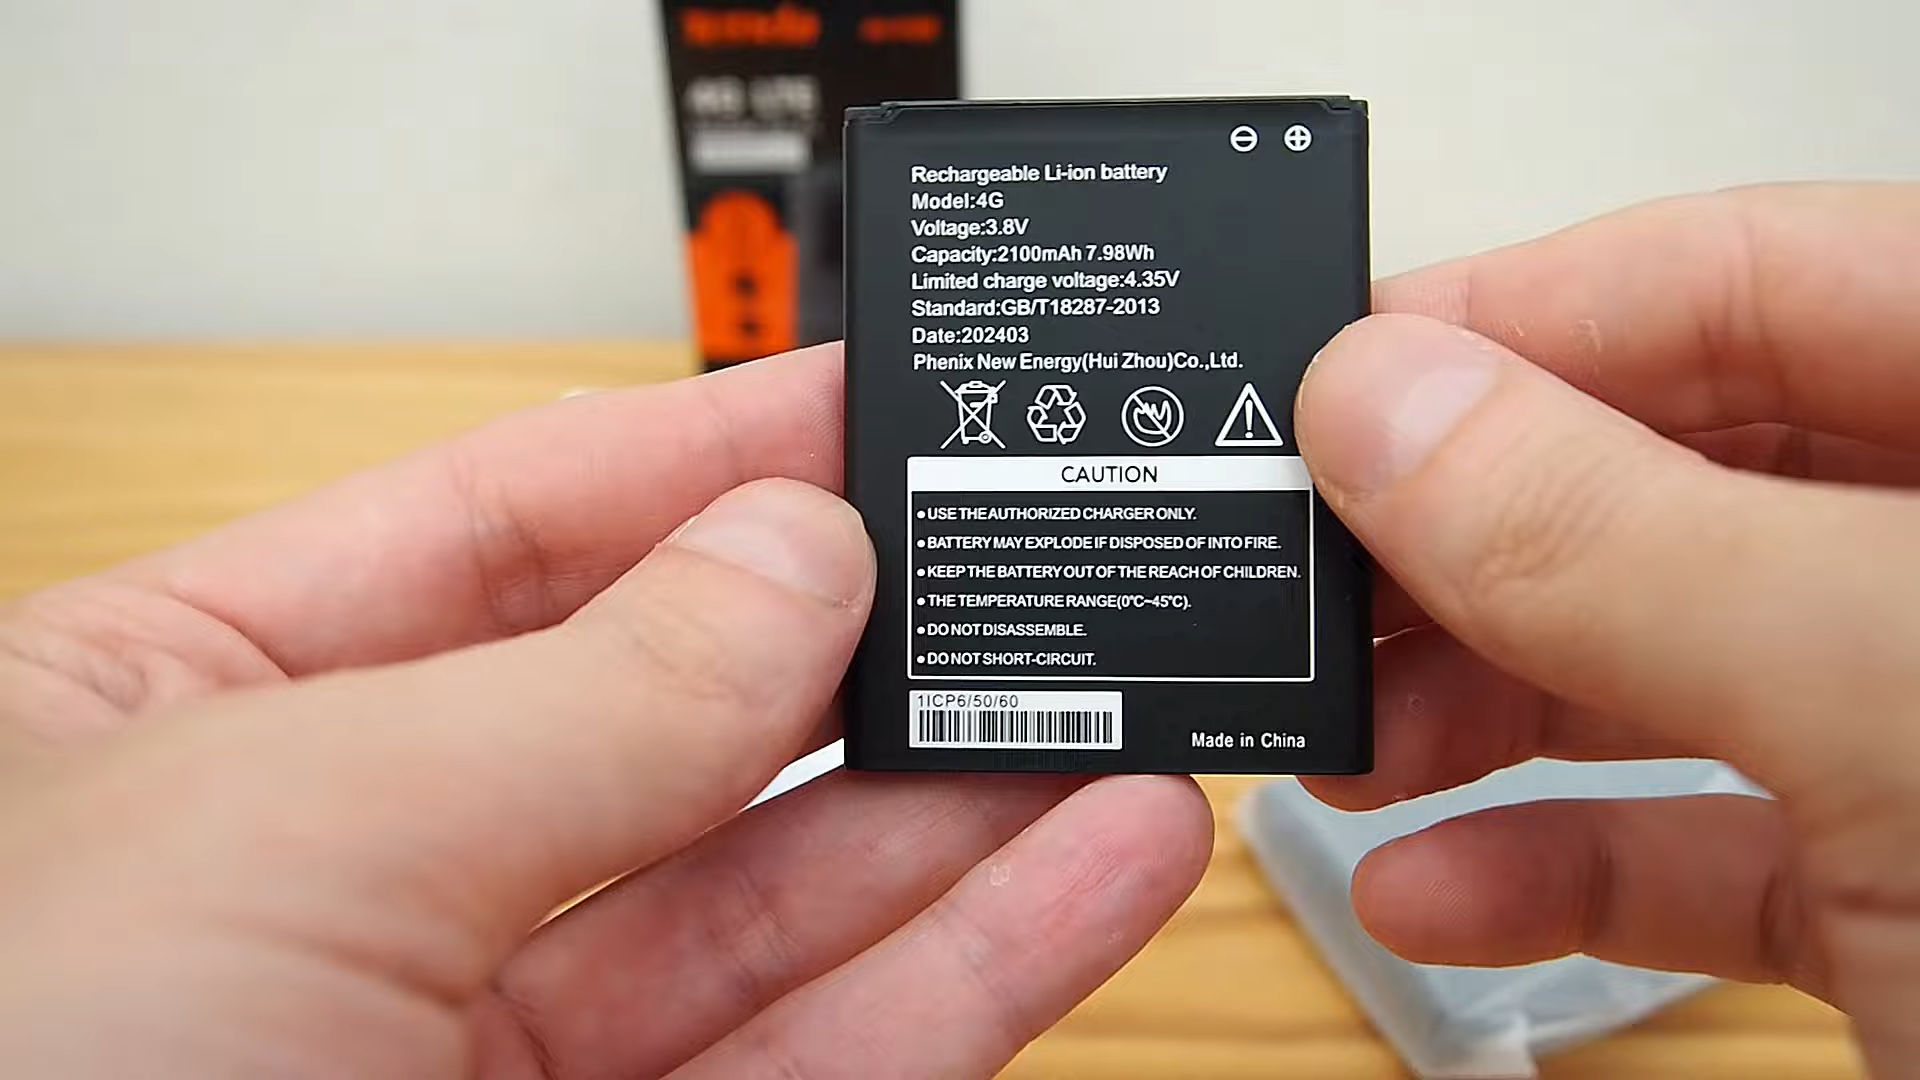 Tenda
4G LTE
Rechargeable Li-ion battery
Model:4G
Voltage:3.8V
Capacity:2100mAh 7.98Wh
Limited charge voltage:4.35V
Standard:GB/T18287-2013
Date:202403
Phenix New Energy(Hui Zhou)Co.,Ltd.
CAUTION
●USE THE AUTHORIZED CHARGER ONLY.
●BATTERY MAY EXPLODE IF DISPOSED OF INTO FIRE.
●KEEP THE BATTERY OUT OF THE REACH OF CHILDREN.
●THE TEMPERATURE RANGE(0℃~45℃).
●DO NOT DISASSEMBLE.
●DO NOT SHORT-CIRCUIT.
1ICP6/50/60
Made in China